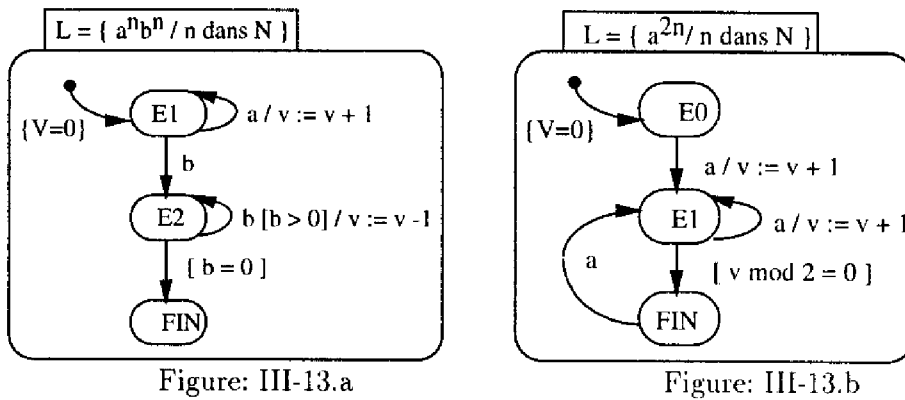 L = { a^n b^n / n dans N }
{V=0}
E1
a / v := v + 1
b
E2
b [b > 0] / v := v -1
[ b = 0 ]
FIN
Figure: III-13.a
L = { a^2n / n dans N }
{V=0}
E0
a / v := v + 1
E1
a / v := v + 1
a
[ v mod 2 = 0 ]
FIN
Figure: III-13.b